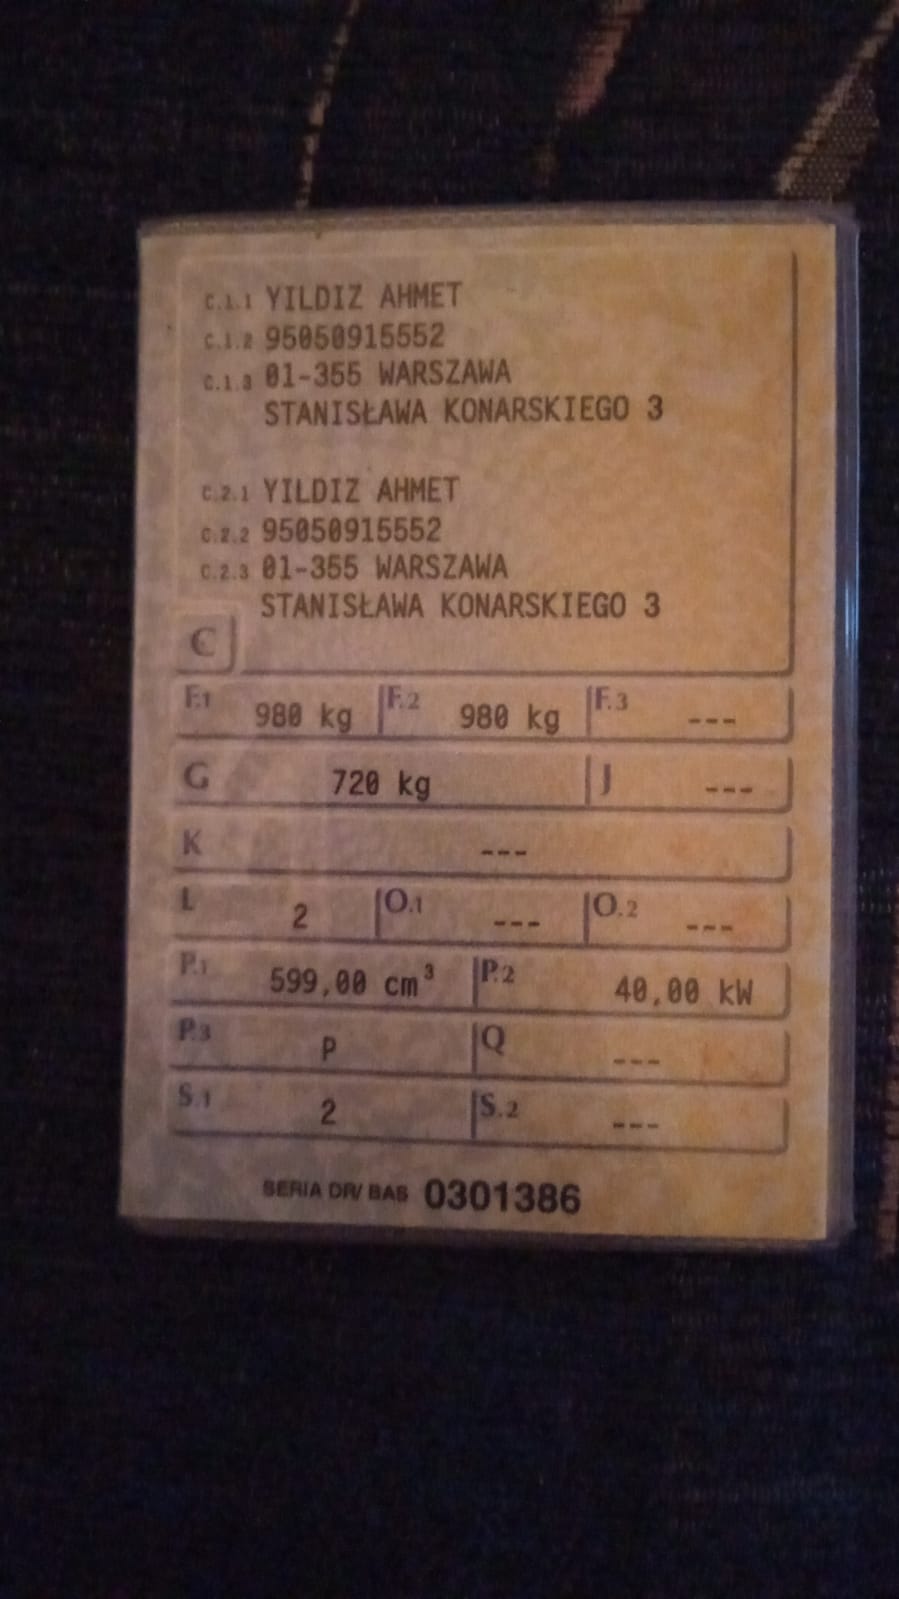 C.1.1 YILDIZ AHMET
C.1.2 95050915552
C.1.3 01-355 WARSZAWA
STANISŁAWA KONARSKIEGO 3
C.2.1 YILDIZ AHMET
C.2.2 95050915552
C.2.3 01-355 WARSZAWA
STANISŁAWA KONARSKIEGO 3
C
F.1 980 kg F.2 980 kg F.3 ---
G 720 kg J ---
K ---
L 2 O.1 --- O.2 ---
P.1 599,00 cm³ P.2 40,00 kW
P.3 P Q ---
S.1 2 S.2 ---
SERIA DR/ BAS 0301386